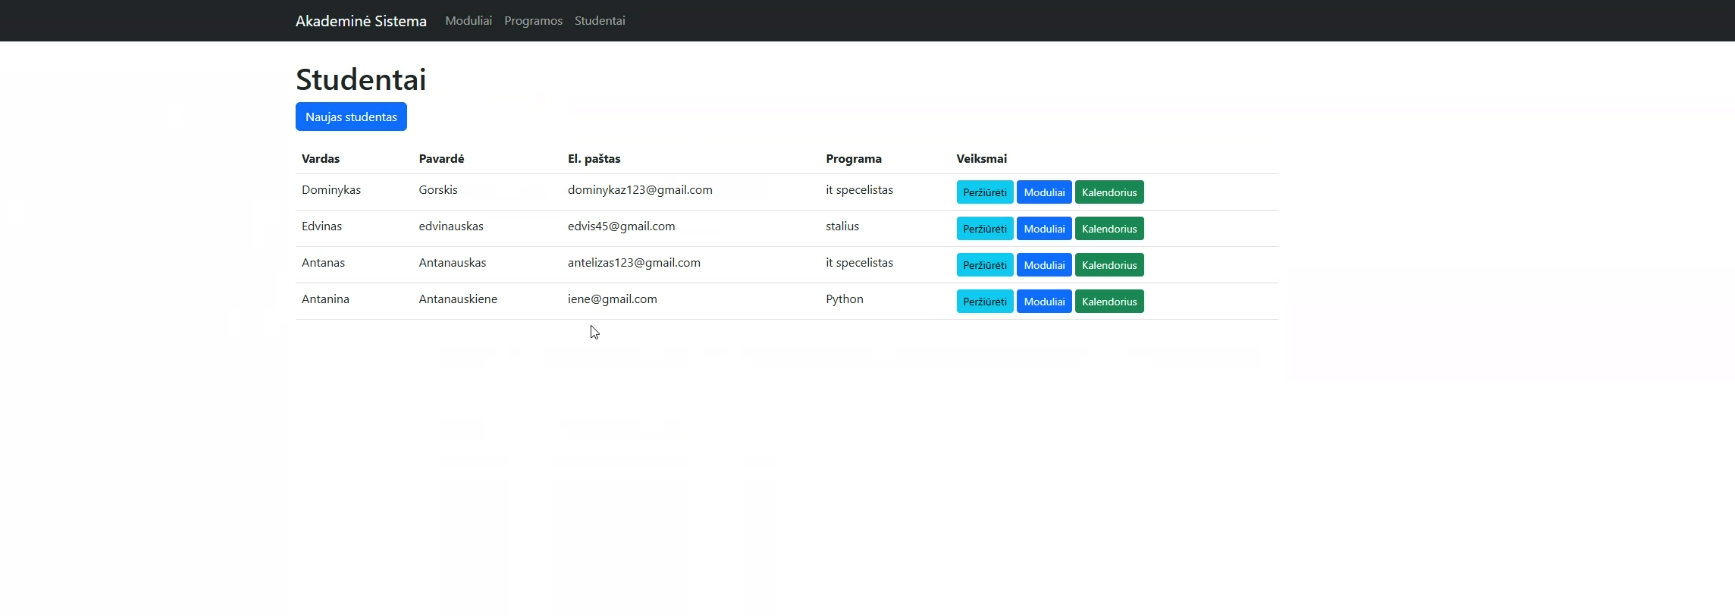 Akademinė Sistema Moduliai Programos Studentai
Studentai
Naujas studentas
Vardas Pavardė El. paštas Programa Veiksmai
Dominykas Gorskis dominykaz123@gmail.com it specelistas Peržiūrėti Moduliai Kalendorius
Edvinas edvinauskas edvis45@gmail.com stalius Peržiūrėti Moduliai Kalendorius
Antanas Antanauskas antelizas123@gmail.com it specelistas Peržiūrėti Moduliai Kalendorius
Antanina Antanauskiene iene@gmail.com Python Peržiūrėti Moduliai Kalendorius